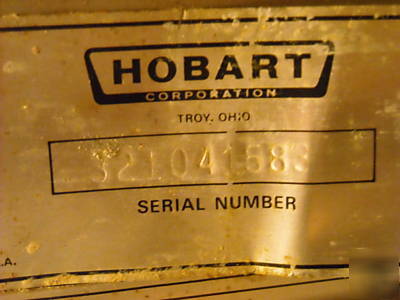 HOBART
CORPORATION
TROY, OHIO
321041583
SERIAL NUMBER
.A.